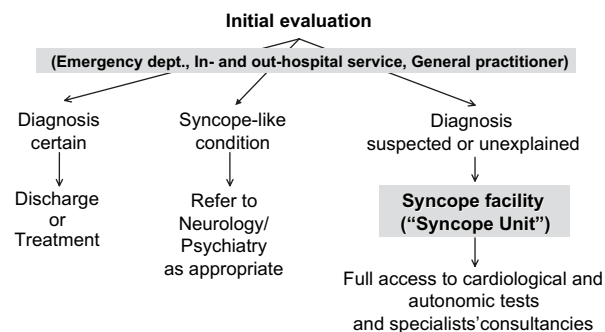 Initial evaluation
(Emergency dept., In- and out-hospital service, General practitioner)
Diagnosis
certain
Discharge
or
Treatment
Syncope-like
condition
Refer to
Neurology/
Psychiatry
as appropriate
Diagnosis
suspected or unexplained
Syncope facility
(“Syncope Unit”)
Full access to cardiological and
autonomic tests
and specialists’consultancies